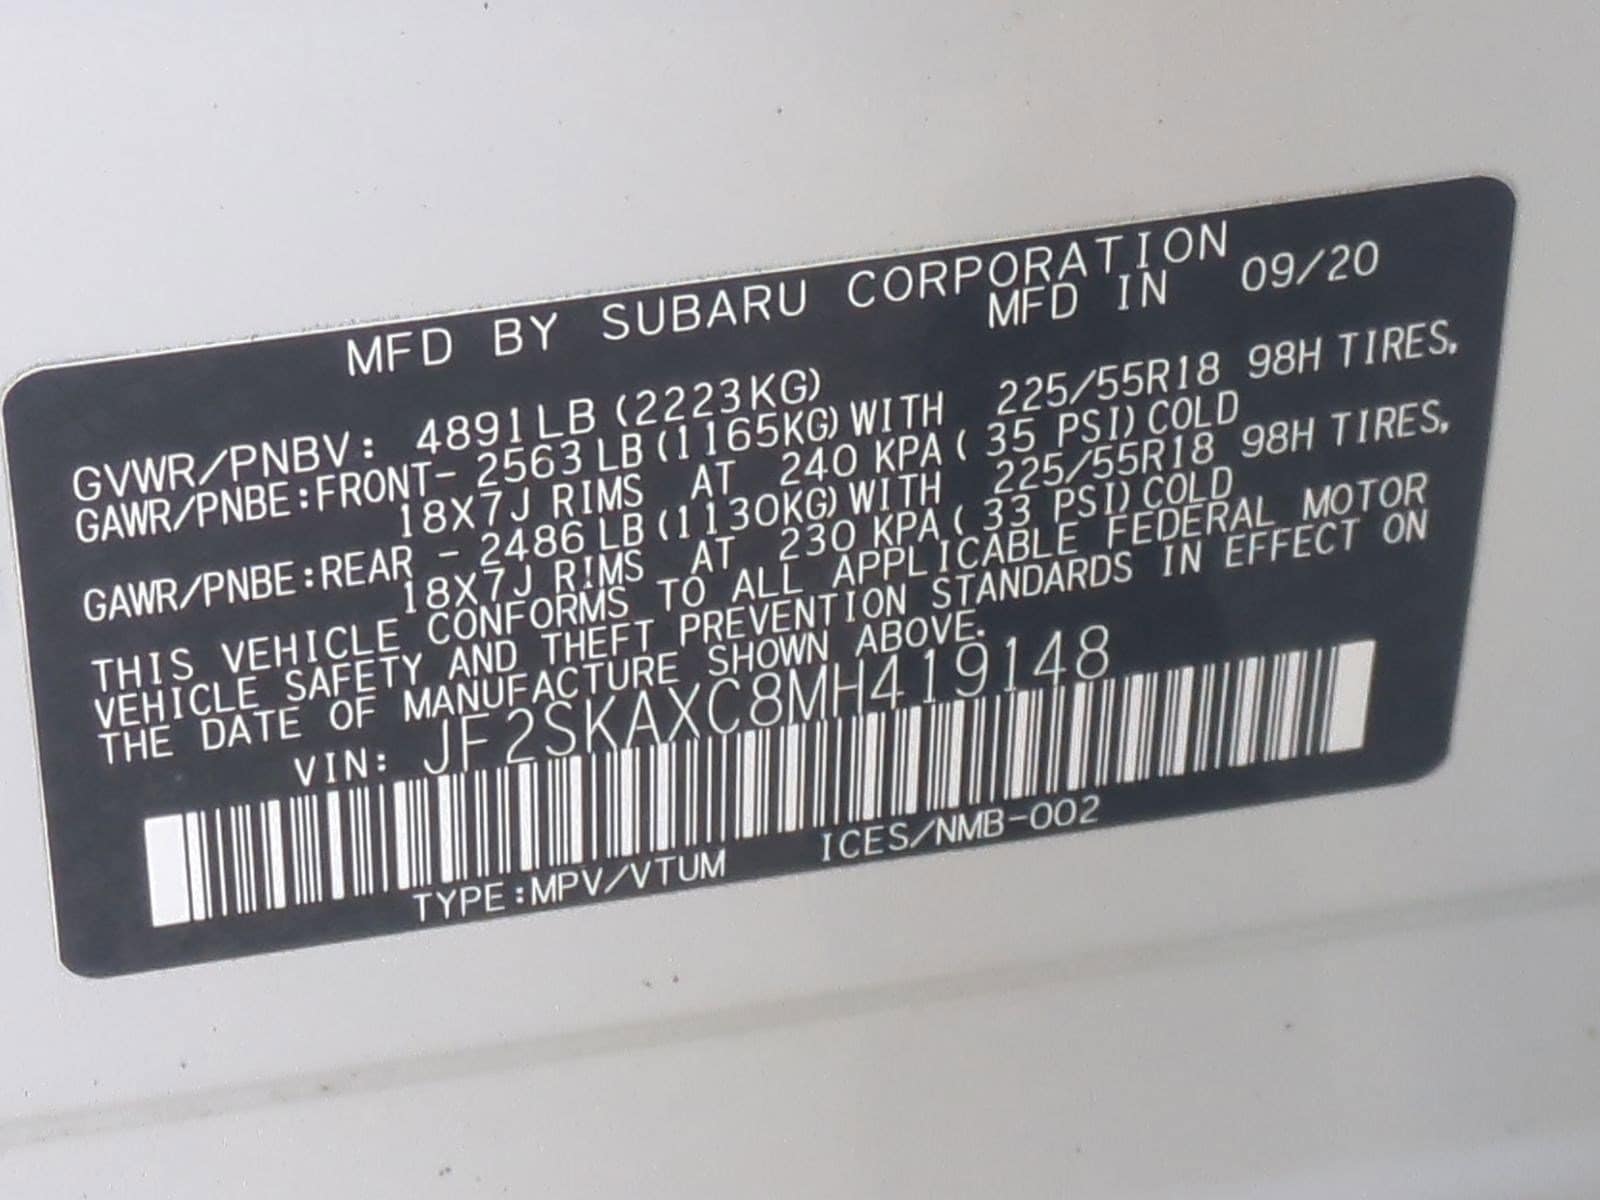 MFD BY SUBARU CORPORATION
MFD IN 09/20
GVWR/PNBV: 4891LB (2223KG)
GAWR/PNBE:FRONT- 2563LB(1165KG)WITH 225/55R18 98H TIRES,
18X7J RIMS AT 240 KPA( 35 PSI)COLD
GAWR/PNBE:REAR - 2486LB(1130KG)WITH 225/55R18 98H TIRES,
18X7J RIMS AT 230 KPA( 33 PSI)COLD
THIS VEHICLE CONFORMS TO ALL APPLICABLE FEDERAL MOTOR
VEHICLE SAFETY AND THEFT PREVENTION STANDARDS IN EFFECT ON
THE DATE OF MANUFACTURE SHOWN ABOVE.
VIN: JF2SKAXC8MH419148
TYPE:MPV/VTUM ICES/NMB-002